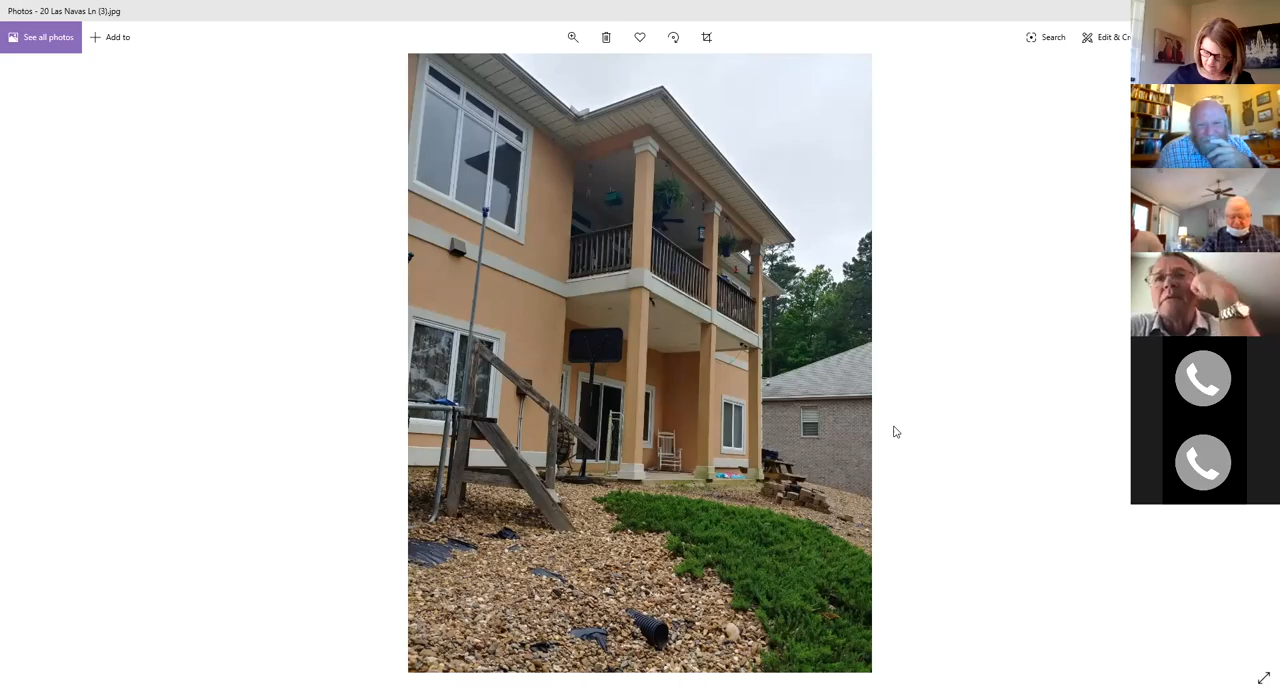 Photos - 20 Las Navas Ln (3).jpg
See all photos
Add to
Search
Edit & Cr